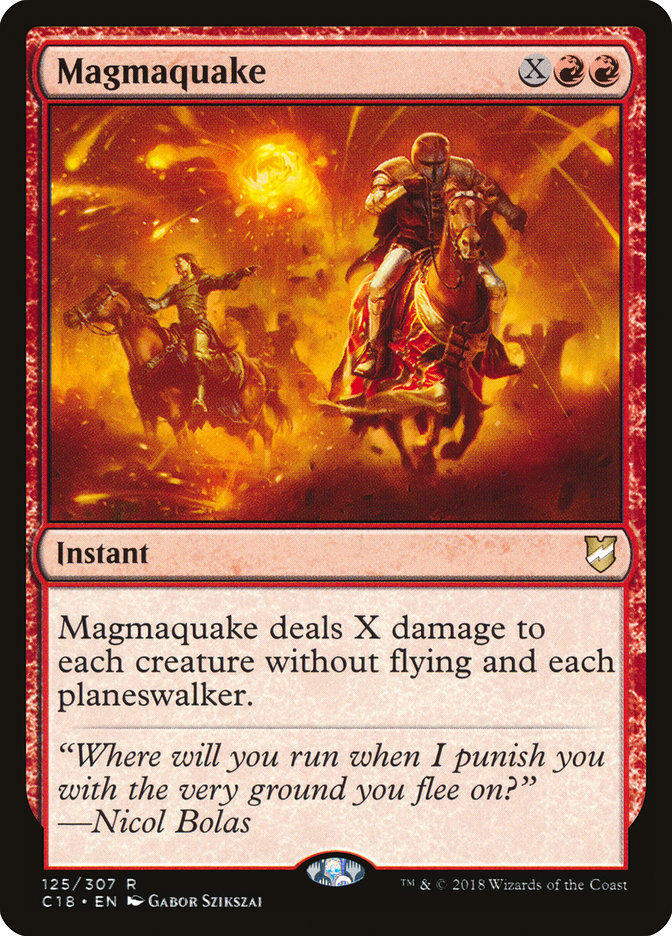 Magmaquake X
Instant
Magmaquake deals X damage to
each creature without flying and each
planeswalker.
“Where will you run when I punish you
with the very ground you flee on?”
—Nicol Bolas
125/307 R
™ & © 2018 Wizards of the Coast
C18 • EN Gabor Szikszai